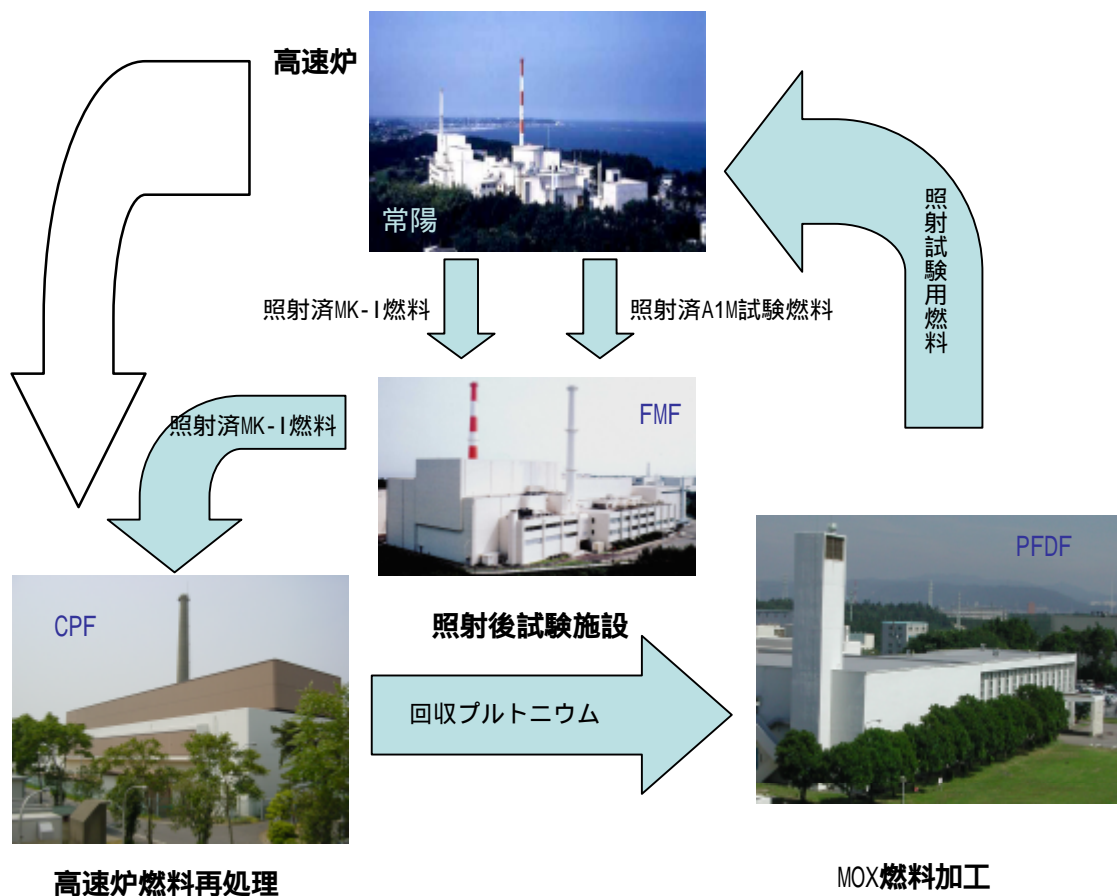 高速炉
常陽
照射試験用燃料
照射済MK-I燃料
照射済A1M試験燃料
照射済MK-I燃料
FMF
PFDF
CPF
照射後試験施設
回収プルトニウム
高速炉燃料再処理
MOX燃料加工